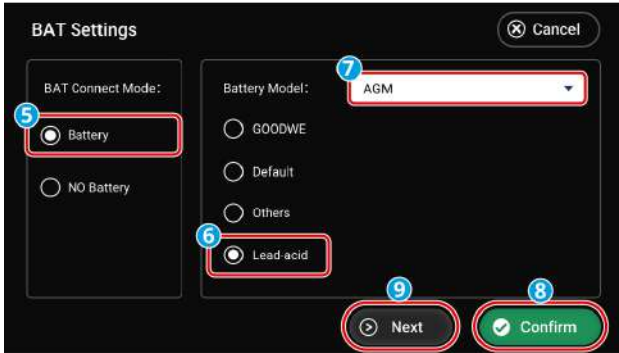 BAT Settings
Cancel
BAT Connect Mode:
5
Battery
NO Battery
Battery Model:
7
AGM
GOODWE
Default
Others
6
Lead-acid
9
Next
8
Confirm